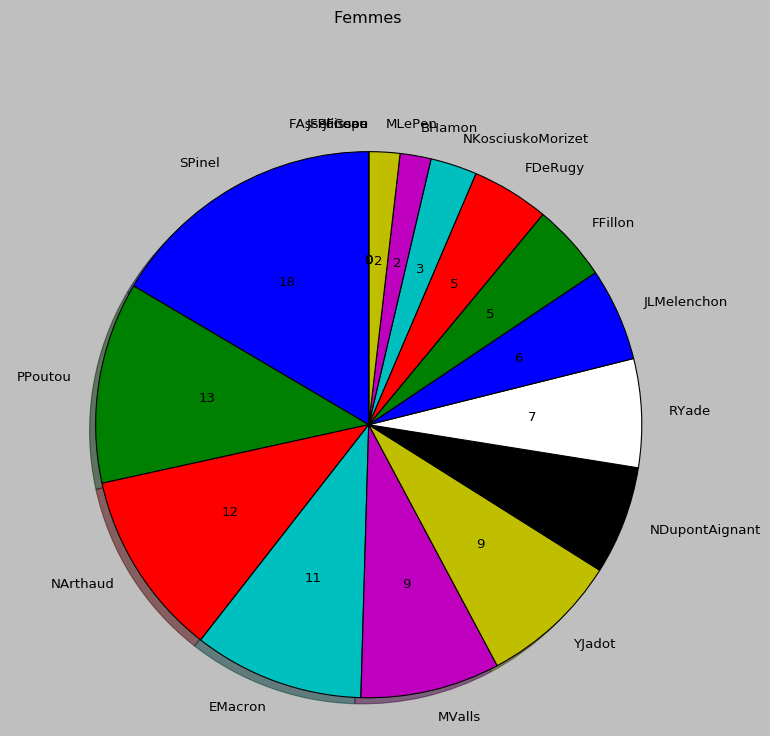 Femmes
MLePen
BHamon
NKosciuskoMorizet
SPinel
FDeRugy
FFillon
0
2
2
3
18
5
JLMelenchon
5
6
PPoutou
13
RYade
7
12
NDupontAignant
9
11
NArthaud
9
YJadot
EMacron
MValls